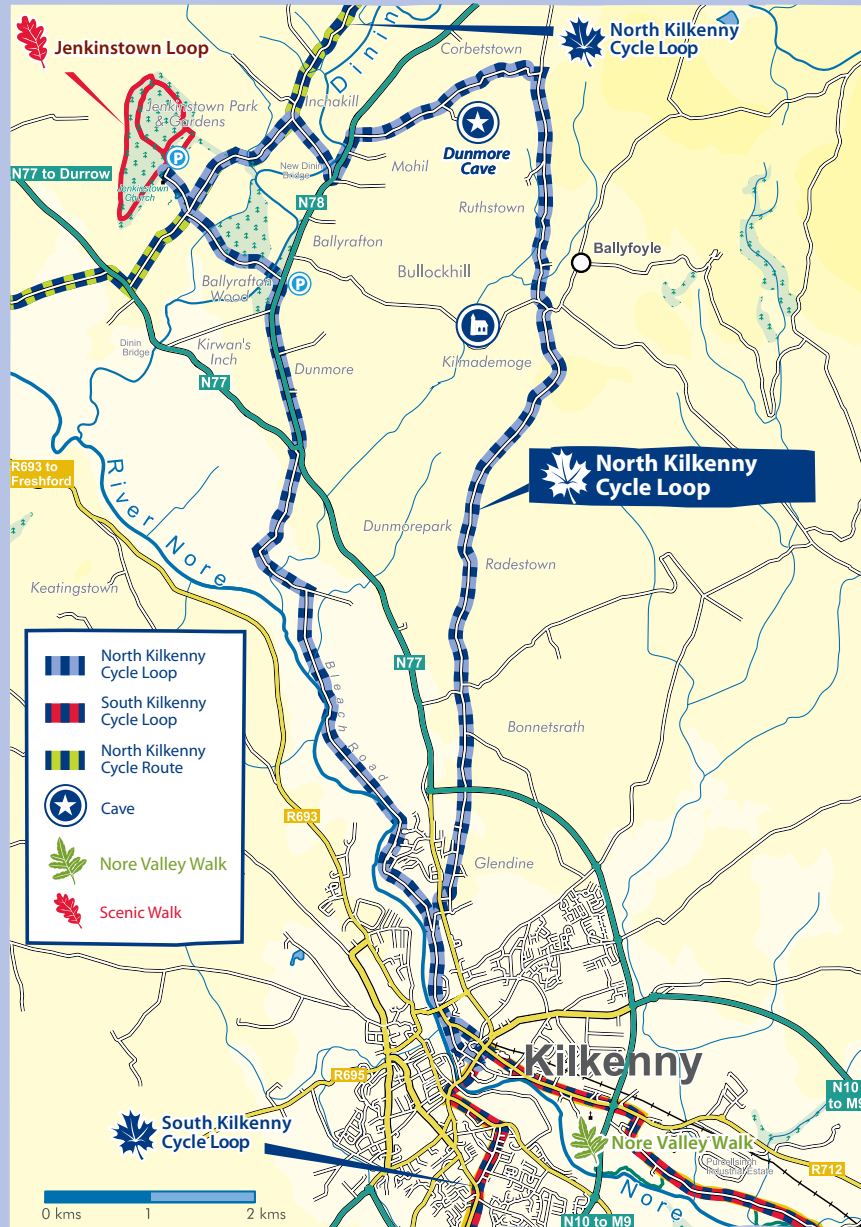 Jenkinstown Loop
North Kilkenny
Cycle Loop
Dinin
Corbetstown
Inchakill
Jenkinstown Park
& Gardens
P
Dunmore
Cave
New Dinin
Bridge
Mohil
N77 to Durrow
Jenkinstown
Church
N78
Ruthstown
Ballyrafton
Ballyfoyle
Bullockhill
Ballyrafton
Wood
P
Dinin
Bridge
Kirwan's
Inch
Kilmademoge
Dunmore
N77
North Kilkenny
Cycle Loop
R693 to
Freshford
River Nore
Dunmorepark
Radestown
Keatingstown
North Kilkenny
Cycle Loop
South Kilkenny
Cycle Loop
North Kilkenny
Cycle Route
Cave
Nore Valley Walk
Scenic Walk
N77
Bleach Road
Bonnetsrath
R693
Glendine
Kilkenny
R695
N10
to M9
South Kilkenny
Cycle Loop
Nore Valley Walk
Purcellsinch
Industrial Estate
R712
Nore
0 kms 1 2 kms
N10 to M9